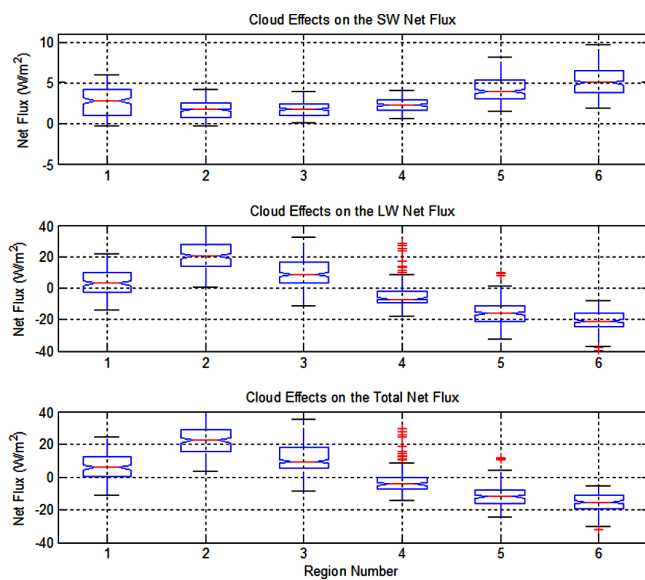 Cloud Effects on the SW Net Flux
10
5
0
-5
Net Flux (W/m²)
1 2 3 4 5 6
Cloud Effects on the LW Net Flux
40
20
0
-20
-40
Net Flux (W/m²)
1 2 3 4 5 6
Cloud Effects on the Total Net Flux
40
20
0
-20
-40
Net Flux (W/m²)
1 2 3 4 5 6
Region Number